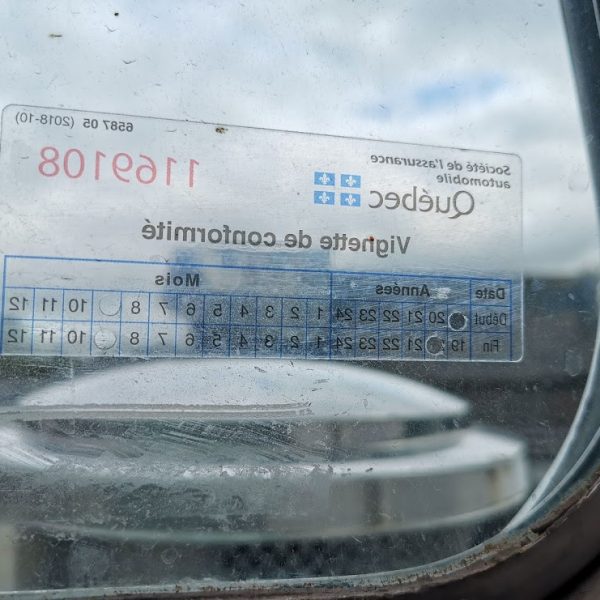 6587 05 (2018-10)
Société de l'assurance
automobile
Québec
1169108
Vignette de conformité
Date Années Mois
Début 20 21 22 23 24 1 2 3 4 5 6 7 8 10 11 12
Fin 19 21 22 23 24 1 2 3 4 5 6 7 8 10 11 12